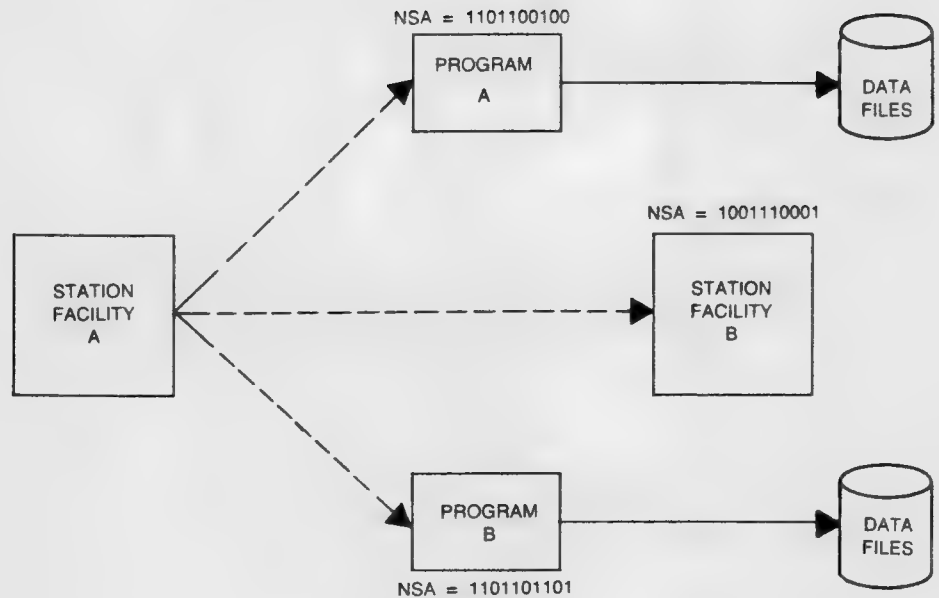 NSA = 1101100100
PROGRAM
A
DATA
FILES
NSA = 1001110001
STATION
FACILITY
A
STATION
FACILITY
B
PROGRAM
B
DATA
FILES
NSA = 1101101101